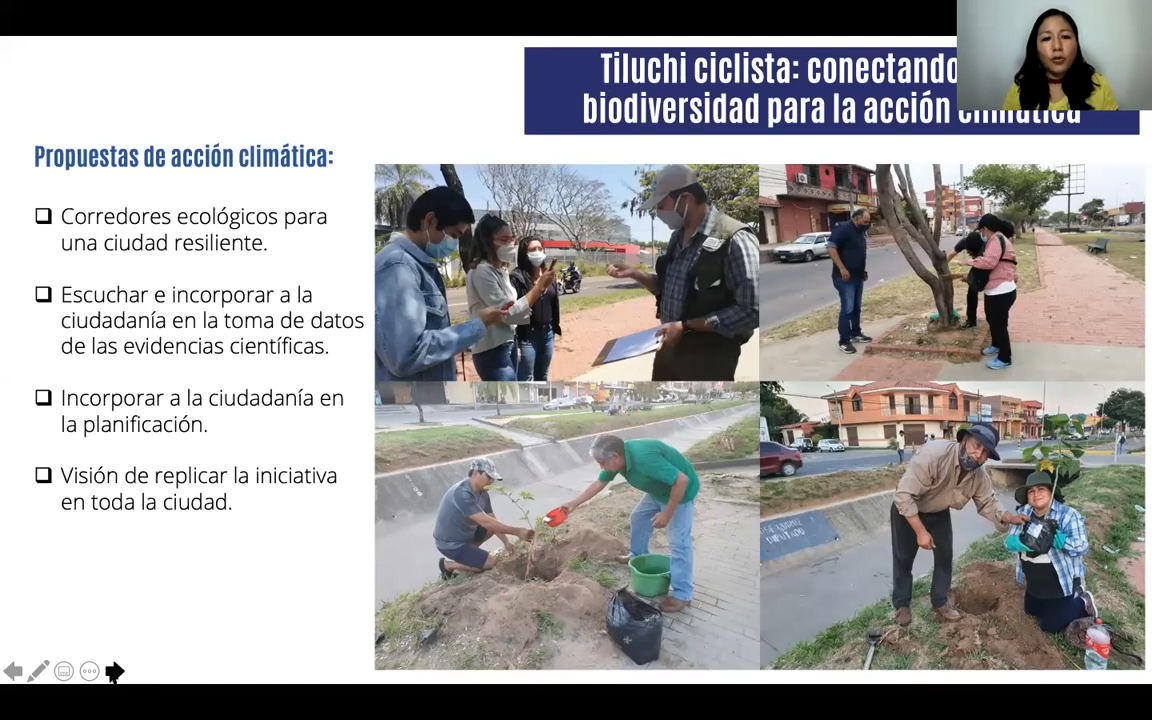 Tiluchi ciclista: conectando
biodiversidad para la acción climática
Propuestas de acción climática:
Corredores ecológicos para
una ciudad resiliente.
Escuchar e incorporar a la
ciudadanía en la toma de datos
de las evidencias científicas.
Incorporar a la ciudadanía en
la planificación.
Visión de replicar la iniciativa
en toda la ciudad.